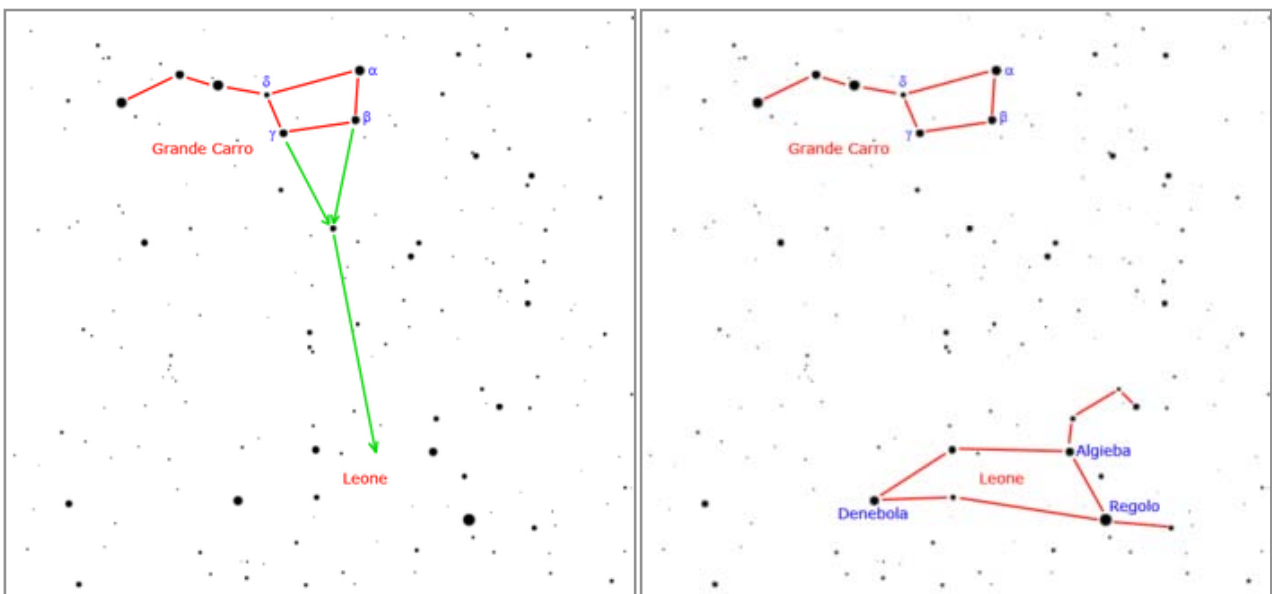 α
δ
β
γ
Grande Carro
Leone
α
δ
β
γ
Grande Carro
Algieba
Leone
Regolo
Denebola